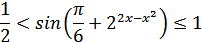 1/2 < sin(π/6 + 2^{2x−x²}) ≤ 1